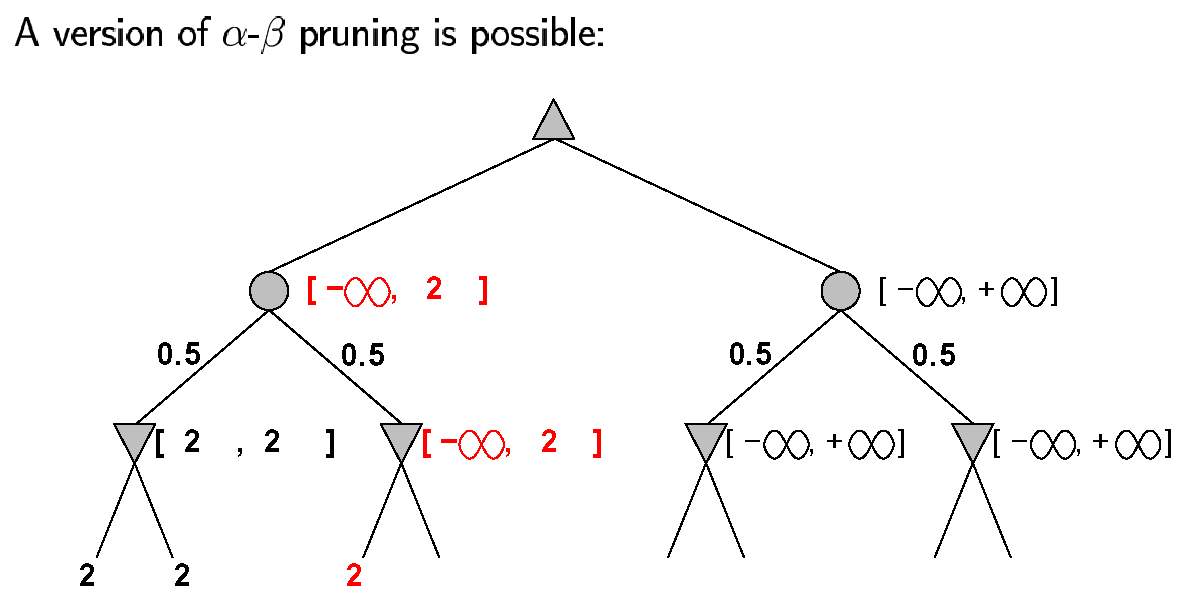 A version of α-β pruning is possible:
[ −∞, 2 ] [ −∞, +∞]
0.5 0.5 0.5 0.5
[ 2 , 2 ] [ −∞, 2 ] [ −∞, +∞] [ −∞, +∞]
2 2 2